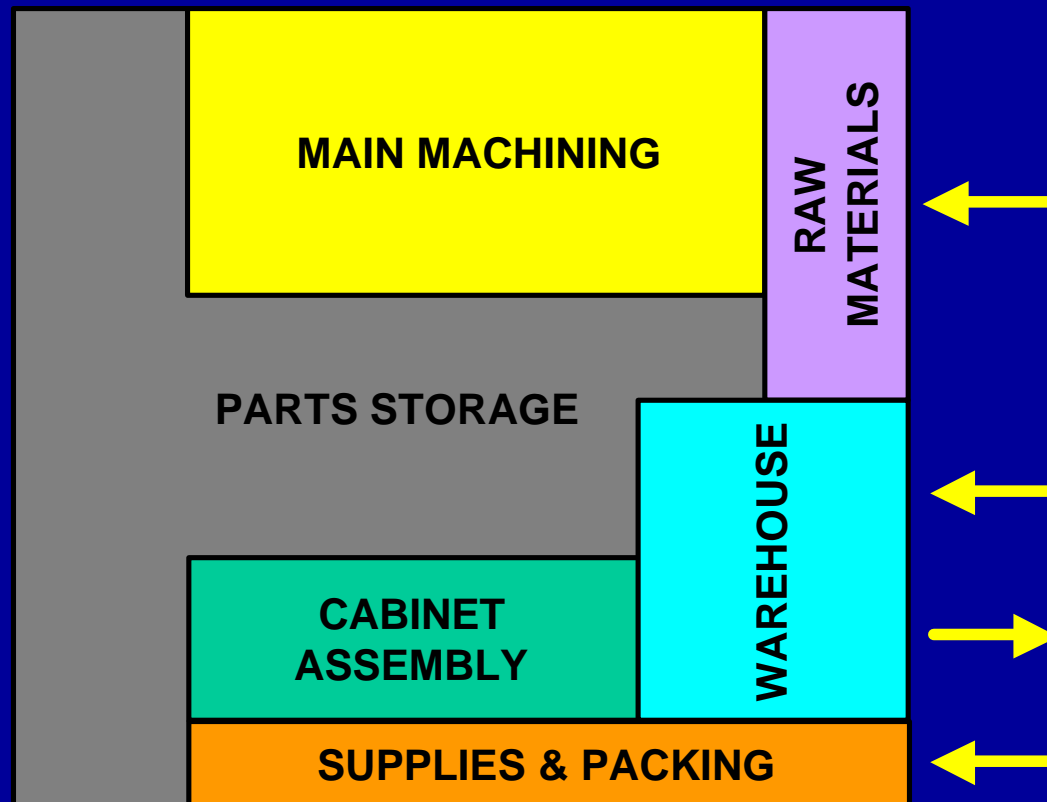 MAIN MACHINING
RAW
MATERIALS
PARTS STORAGE
WAREHOUSE
CABINET
ASSEMBLY
SUPPLIES & PACKING